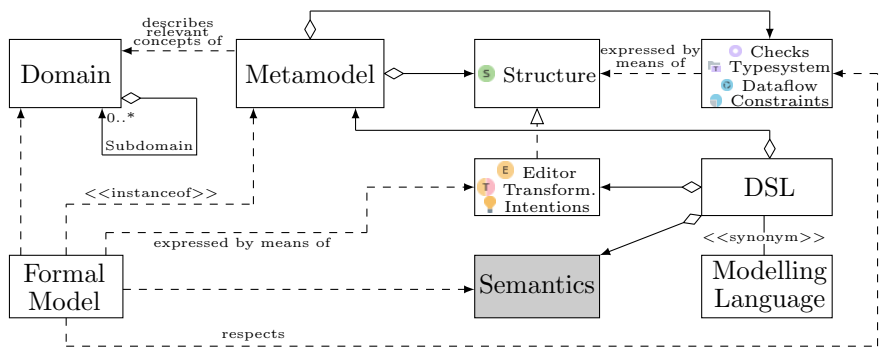 describes
relevant
concepts of
Domain
Metamodel
S Structure
expressed by
means of
Checks
T Typesystem
Dataflow
Constraints
0..*
Subdomain
<<instanceof>>
E Editor
T Transform.
Intentions
DSL
expressed by means of
<<synonym>>
Formal
Model
Semantics
Modelling
Language
respects